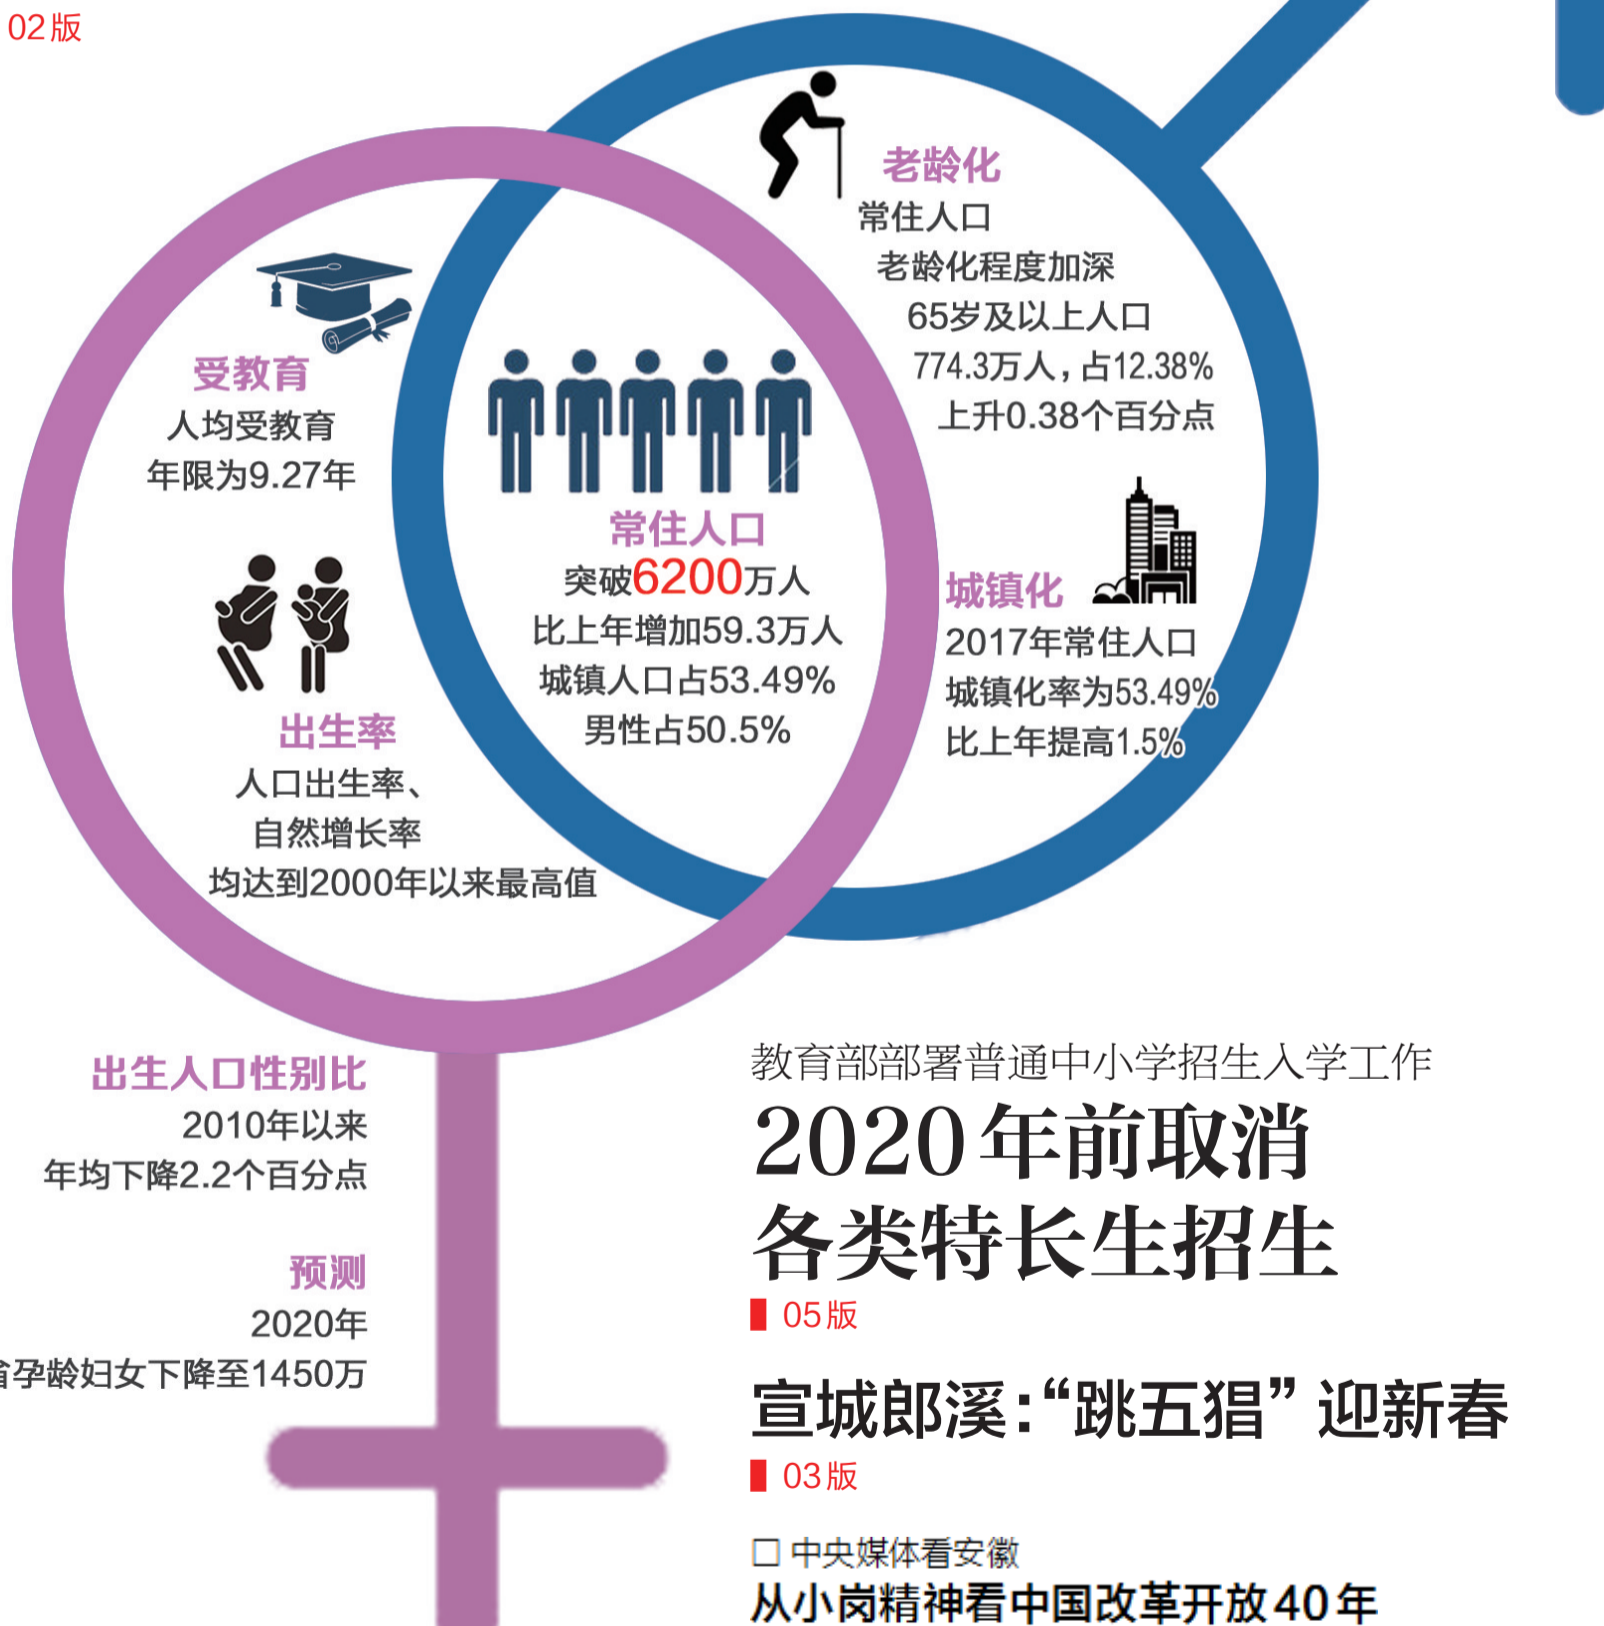 02版
老龄化
常住人口
老龄化程度加深
65岁及以上人口
774.3万人，占12.38%
上升0.38个百分点
受教育
人均受教育
年限为9.27年
常住人口
突破6200万人
比上年增加59.3万人
城镇人口占53.49%
男性占50.5%
城镇化
2017年常住人口
城镇化率为53.49%
比上年提高1.5%
出生率
人口出生率、
自然增长率
均达到2000年以来最高值
出生人口性别比
2010年以来
年均下降2.2个百分点
预测
2020年
省孕龄妇女下降至1450万
教育部部署普通中小学招生入学工作
2020年前取消
各类特长生招生
05版
宣城郎溪：“跳五猖”迎新春
03版
□ 中央媒体看安徽
从小岗精神看中国改革开放40年